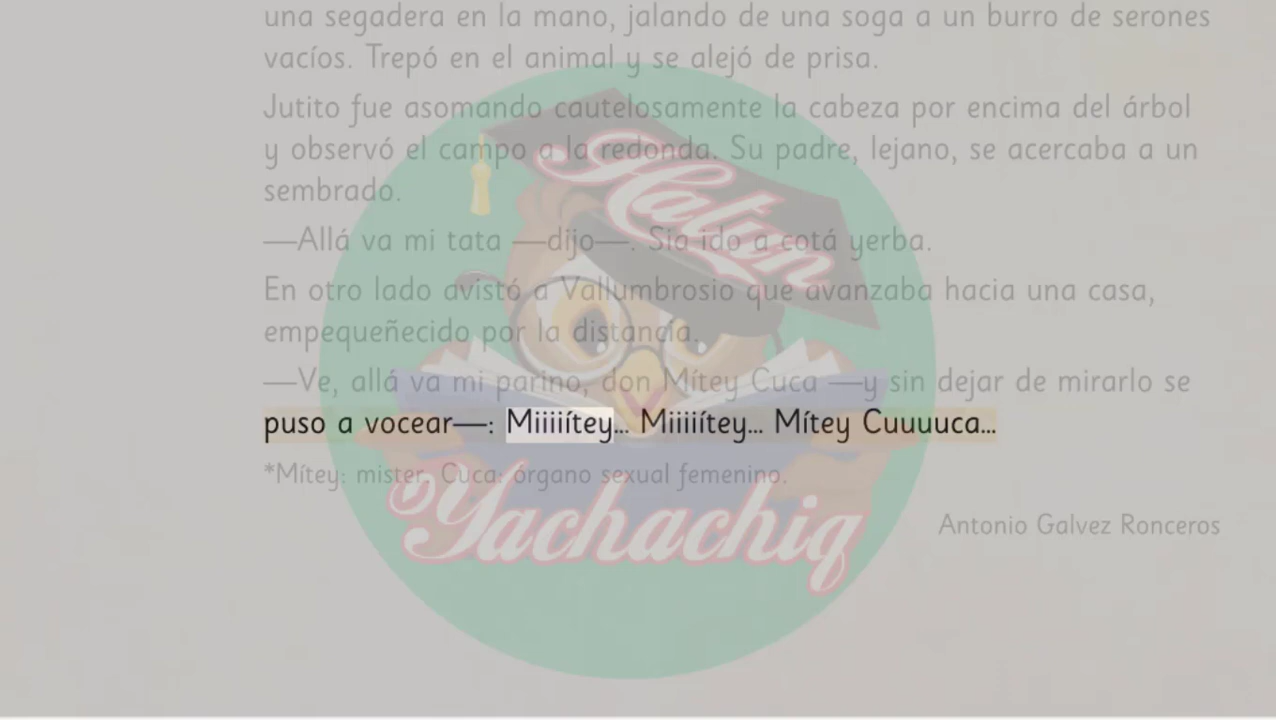 una segadera en la mano, jalando de una soga a un burro de serones
vacíos. Trepó en el animal y se alejó de prisa.
Jutito fue asomando cautelosamente la cabeza por encima del árbol
y observó el campo a la redonda. Su padre, lejano, se acercaba a un
sembrado.
—Allá va mi tata —dijo—. Sia ido a cotá yerba.
En otro lado avistó a Vallumbrosio que avanzaba hacia una casa,
empequeñecido por la distancia.
—Ve, allá va mi parino, don Mítey Cuca —y sin dejar de mirarlo se
puso a vocear—: Miiiiítey... Miiiiítey... Mítey Cuuuuca...
*Mítey: mister, Cuca: órgano sexual femenino.
Antonio Galvez Ronceros
Hatun
Yachachiq